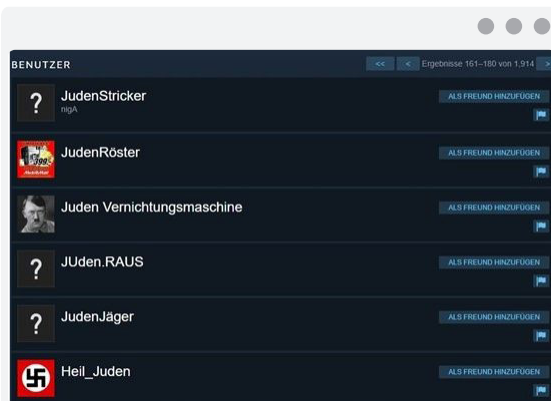 BENUTZER
<< < Ergebnisse 161–180 von 1,914 >
JudenStricker ALS FREUND HINZUFÜGEN
nigA
JudenRöster ALS FREUND HINZUFÜGEN
Juden Vernichtungsmaschine ALS FREUND HINZUFÜGEN
JUden.RAUS ALS FREUND HINZUFÜGEN
JudenJäger ALS FREUND HINZUFÜGEN
Heil_Juden ALS FREUND HINZUFÜGEN